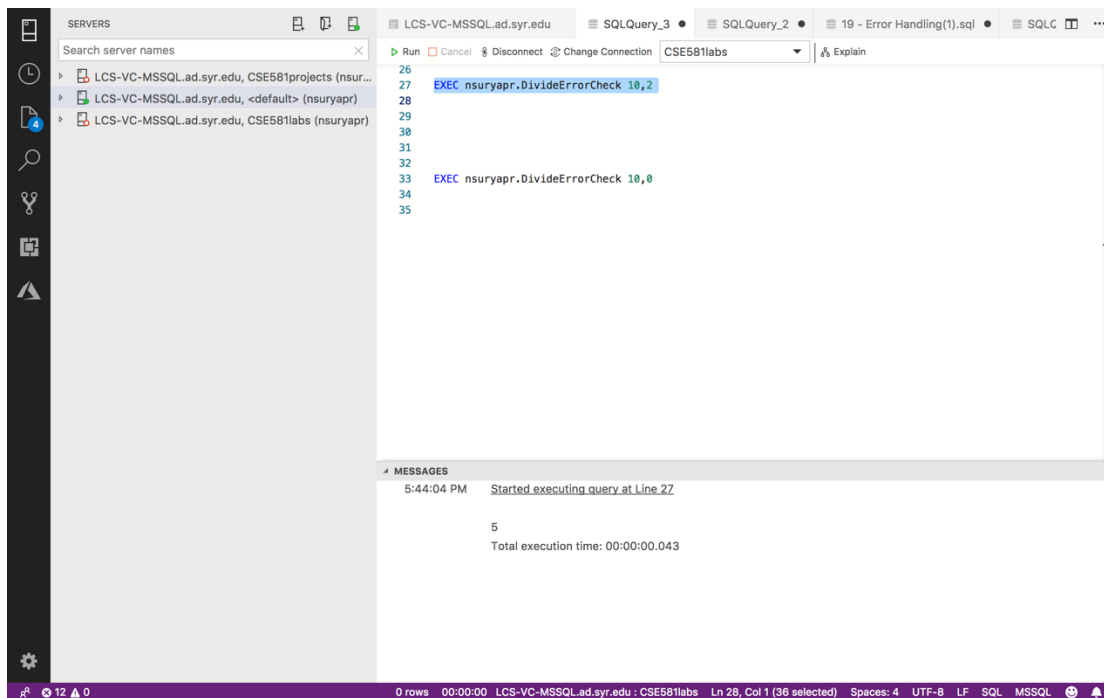 SERVERS
LCS-VC-MSSQL.ad.syr.edu SQLQuery_3 SQLQuery_2 19 - Error Handling(1).sql SQLC ...
Search server names
Run Cancel Disconnect Change Connection CSE581labs Explain
LCS-VC-MSSQL.ad.syr.edu, CSE581projects (nsur...
LCS-VC-MSSQL.ad.syr.edu, <default> (nsuryapr)
LCS-VC-MSSQL.ad.syr.edu, CSE581labs (nsuryapr)
4
26
27 EXEC nsuryapr.DivideErrorCheck 10,2
28
29
30
31
32
33 EXEC nsuryapr.DivideErrorCheck 10,0
34
35
MESSAGES
5:44:04 PM Started executing query at Line 27
5
Total execution time: 00:00:00.043
12 0 0 rows 00:00:00 LCS-VC-MSSQL.ad.syr.edu : CSE581labs Ln 28, Col 1 (36 selected) Spaces: 4 UTF-8 LF SQL MSSQL